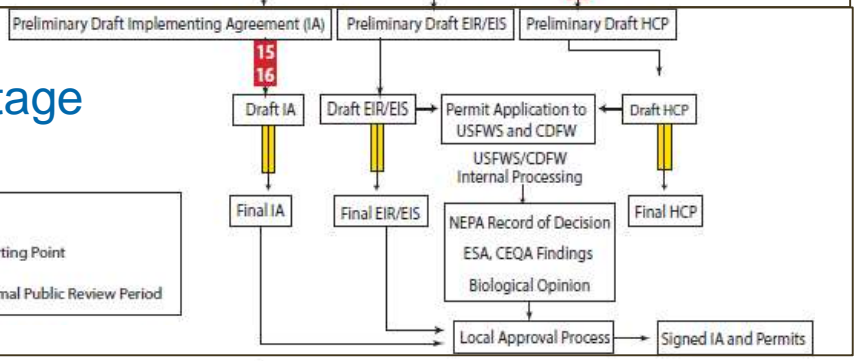 Preliminary Draft Implementing Agreement (IA)
Preliminary Draft EIR/EIS
Preliminary Draft HCP
15
16
tage
Draft IA
Draft EIR/EIS
Permit Application to
USFWS and CDFW
Draft HCP
USFWS/CDFW
Internal Processing
Final IA
Final EIR/EIS
NEPA Record of Decision
ESA, CEQA Findings
Biological Opinion
Final HCP
ting Point
mal Public Review Period
Local Approval Process
Signed IA and Permits